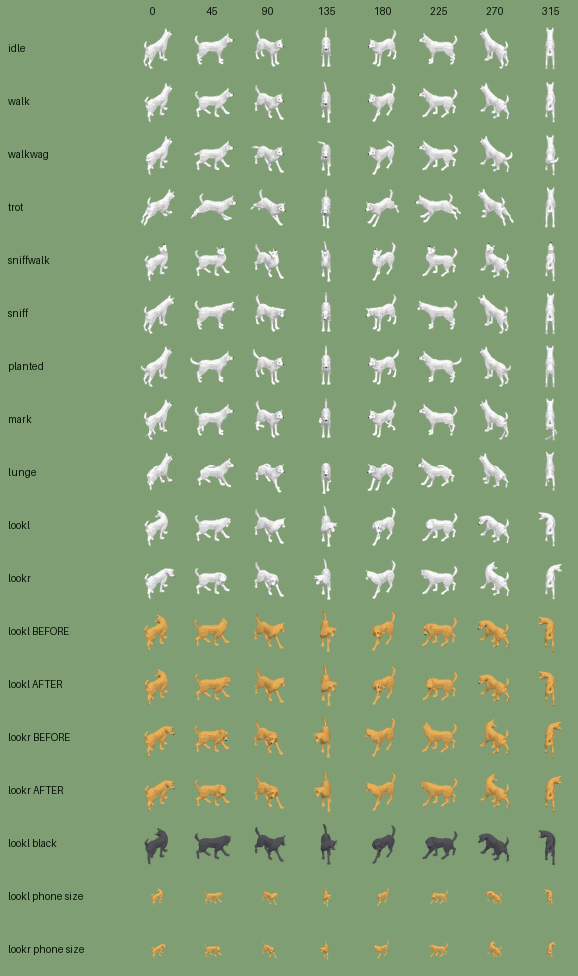 0 45 90 135 180 225 270 315
idle
walk
walkwag
trot
sniffwalk
sniff
planted
mark
lunge
lookl
lookr
lookl BEFORE
lookl AFTER
lookr BEFORE
lookr AFTER
lookl black
lookl phone size
lookr phone size